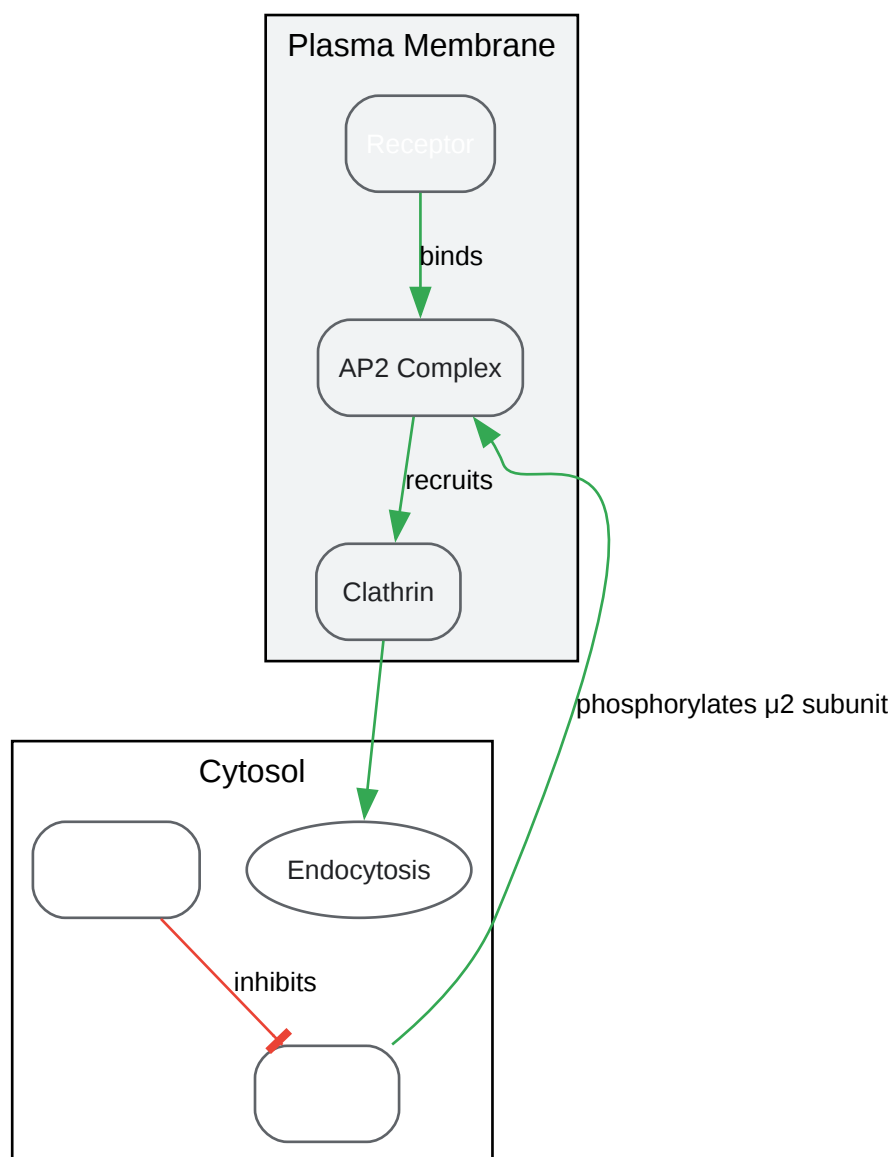 Plasma Membrane
Receptor
binds
AP2 Complex
recruits
Clathrin
phosphorylates μ2 subunit
Cytosol
Endocytosis
inhibits